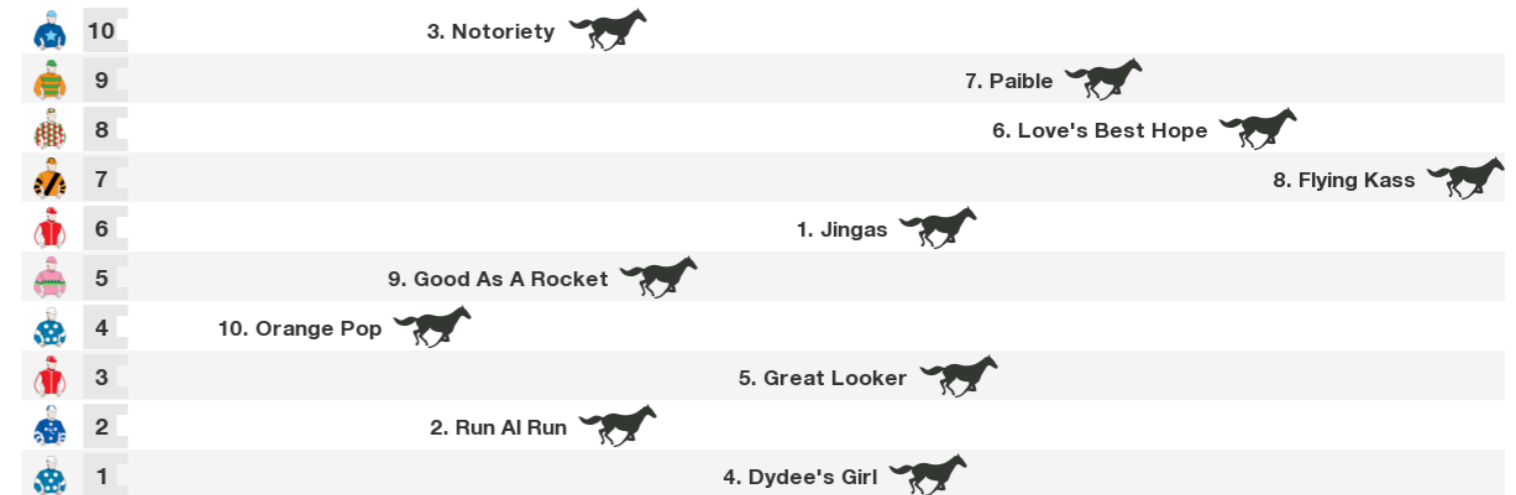 10 3. Notoriety
9 7. Paible
8 6. Love's Best Hope
7 8. Flying Kass
6 1. Jingas
5 9. Good As A Rocket
4 10. Orange Pop
3 5. Great Looker
2 2. Run Al Run
1 4. Dydee's Girl